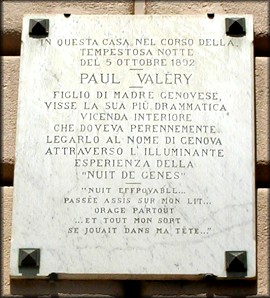 IN QUESTA CASA, NEL CORSO DELLA
TEMPESTOSA NOTTE
DEL 5 OTTOBRE 1892
PAUL VALÉRY
FIGLIO DI MADRE GENOVESE,
VISSE LA SUA PIÙ DRAMMATICA
VICENDA INTERIORE
CHE DOVEVA PERENNEMENTE
LEGARLO AL NOME DI GENOVA
ATTRAVERSO L'ILLUMINANTE
ESPERIENZA DELLA
"NUIT DE GENES"
"NUIT EFFROYABLE...
PASSÉE ASSIS SUR MON LIT...
ORAGE PARTOUT
...ET TOUT MON SORT
SE JOUAIT DANS MA TÊTE..."